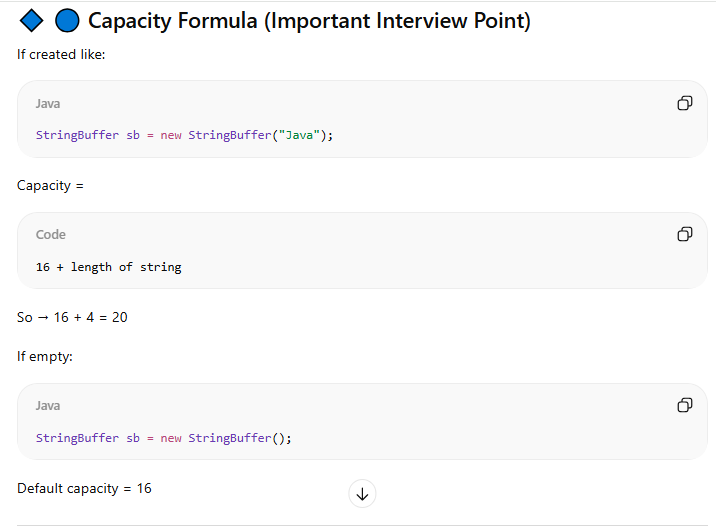 Capacity Formula (Important Interview Point)
If created like:
Java
StringBuffer sb = new StringBuffer("Java");
Capacity =
Code
16 + length of string
So → 16 + 4 = 20
If empty:
Java
StringBuffer sb = new StringBuffer();
Default capacity = 16